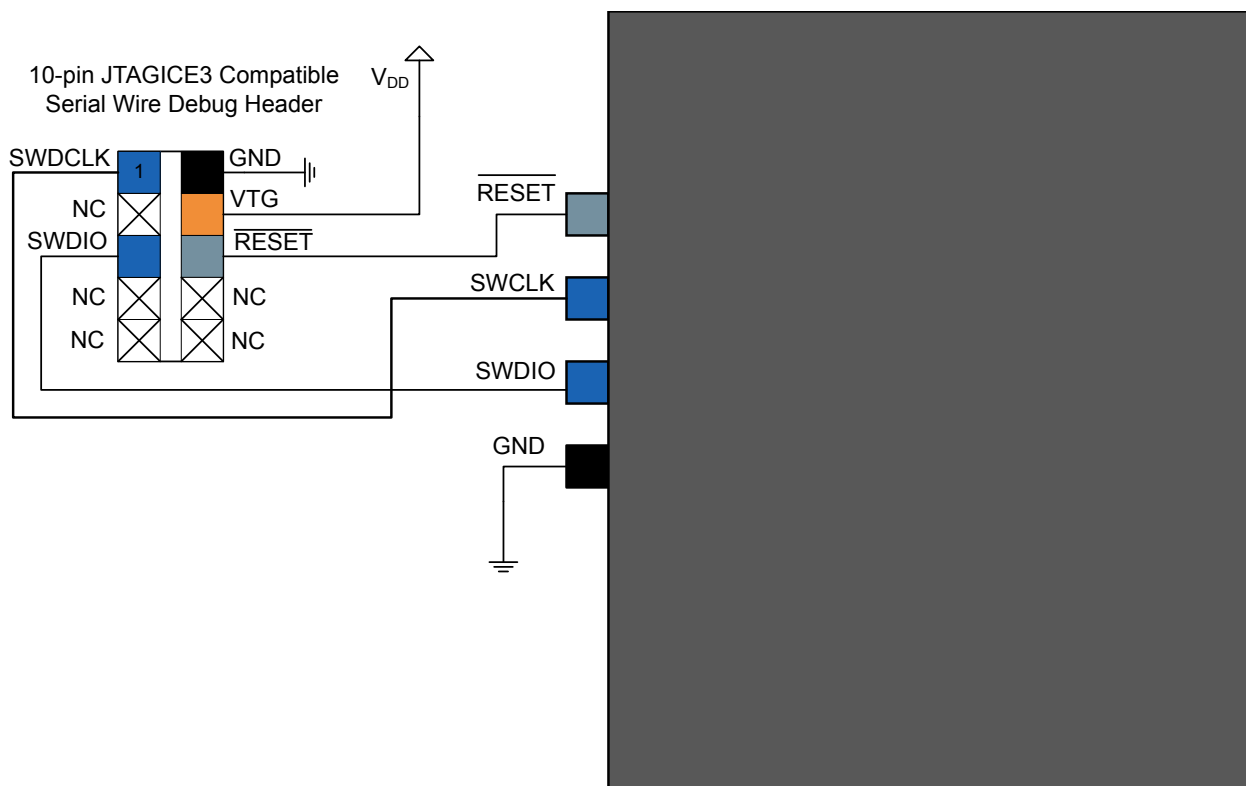 10-pin JTAGICE3 Compatible
Serial Wire Debug Header
VDD
SWDCLK
1
GND
NC
VTG
SWDIO
RESET
NC
NC
NC
NC
RESET
SWCLK
SWDIO
GND